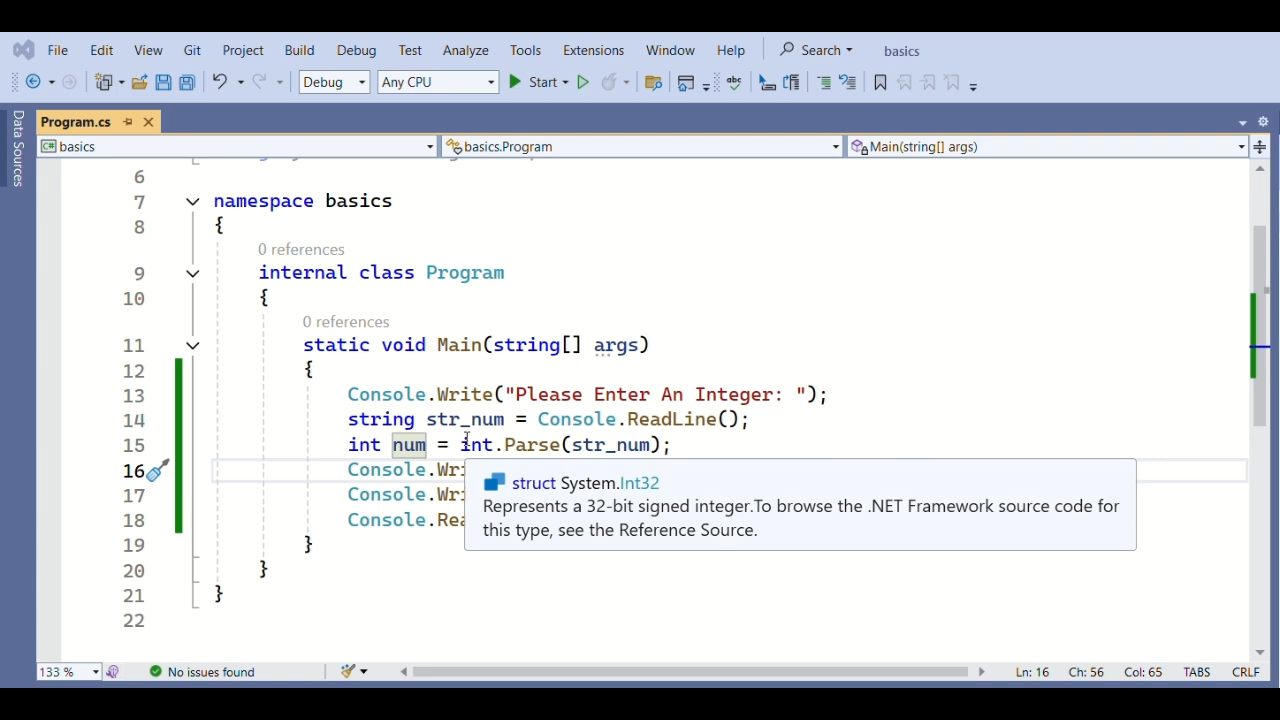 File Edit View Git Project Build Debug Test Analyze Tools Extensions Window Help Search basics
Debug Any CPU Start
Data Sources
Program.cs
basics basics.Program Main(string[] args)
6
7 namespace basics
8 {
0 references
9 internal class Program
10 {
0 references
11 static void Main(string[] args)
12 {
13 Console.Write("Please Enter An Integer: ");
14 string str_num = Console.ReadLine();
15 int num = int.Parse(str_num);
16 Console.Wri
struct System.Int32
17 Console.Wri
Represents a 32-bit signed integer.To browse the .NET Framework source code for
18 Console.Rea
this type, see the Reference Source.
19 }
20 }
21 }
22
133 % No issues found Ln: 16 Ch: 56 Col: 65 TABS CRLF